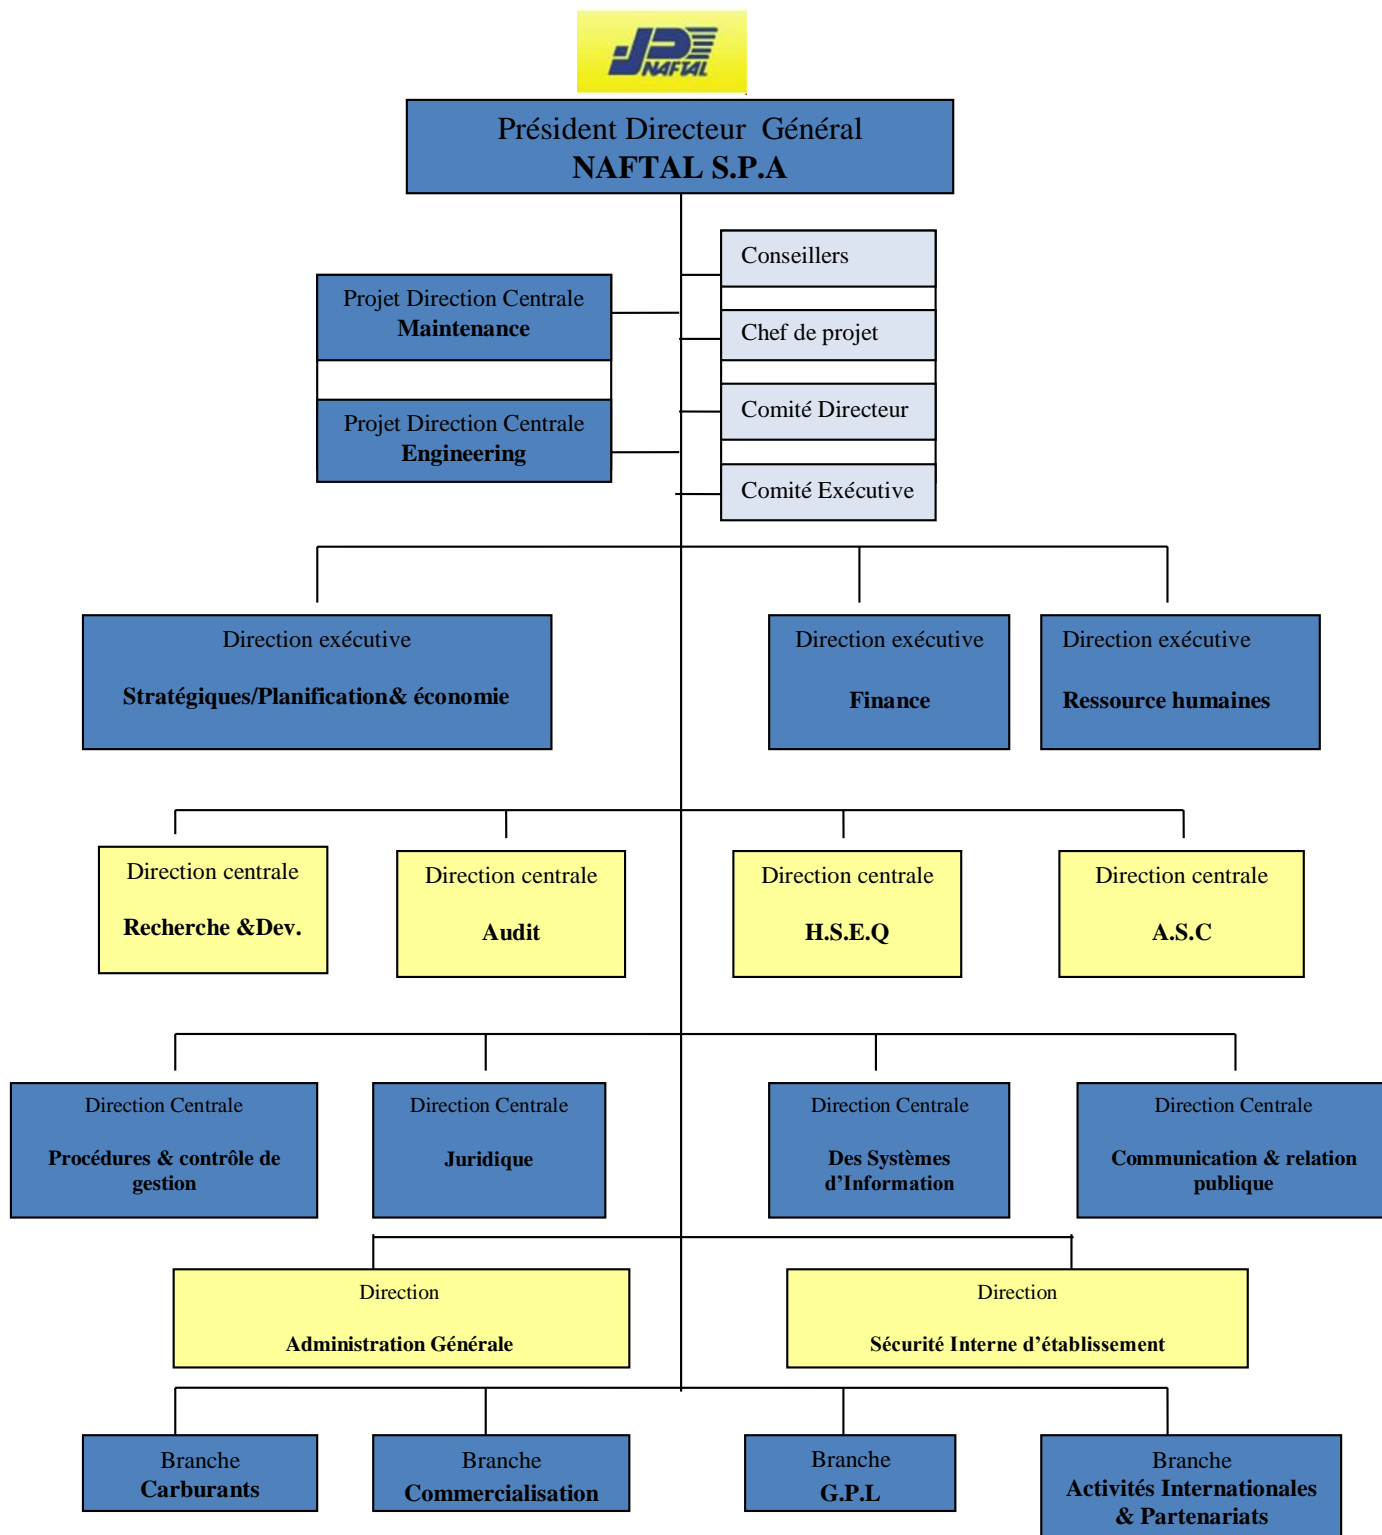 NAFTAL
Président Directeur Général
NAFTAL S.P.A
Conseillers
Projet Direction Centrale
Maintenance
Chef de projet
Comité Directeur
Projet Direction Centrale
Engineering
Comité Exécutive
Direction exécutive
Stratégiques/Planification& économie
Direction exécutive
Finance
Direction exécutive
Ressource humaines
Direction centrale
Recherche &Dev.
Direction centrale
Audit
Direction centrale
H.S.E.Q
Direction centrale
A.S.C
Direction Centrale
Procédures & contrôle de
gestion
Direction Centrale
Juridique
Direction Centrale
Des Systèmes
d’Information
Direction Centrale
Communication & relation
publique
Direction
Administration Générale
Direction
Sécurité Interne d’établissement
Branche
Carburants
Branche
Commercialisation
Branche
G.P.L
Branche
Activités Internationales
& Partenariats